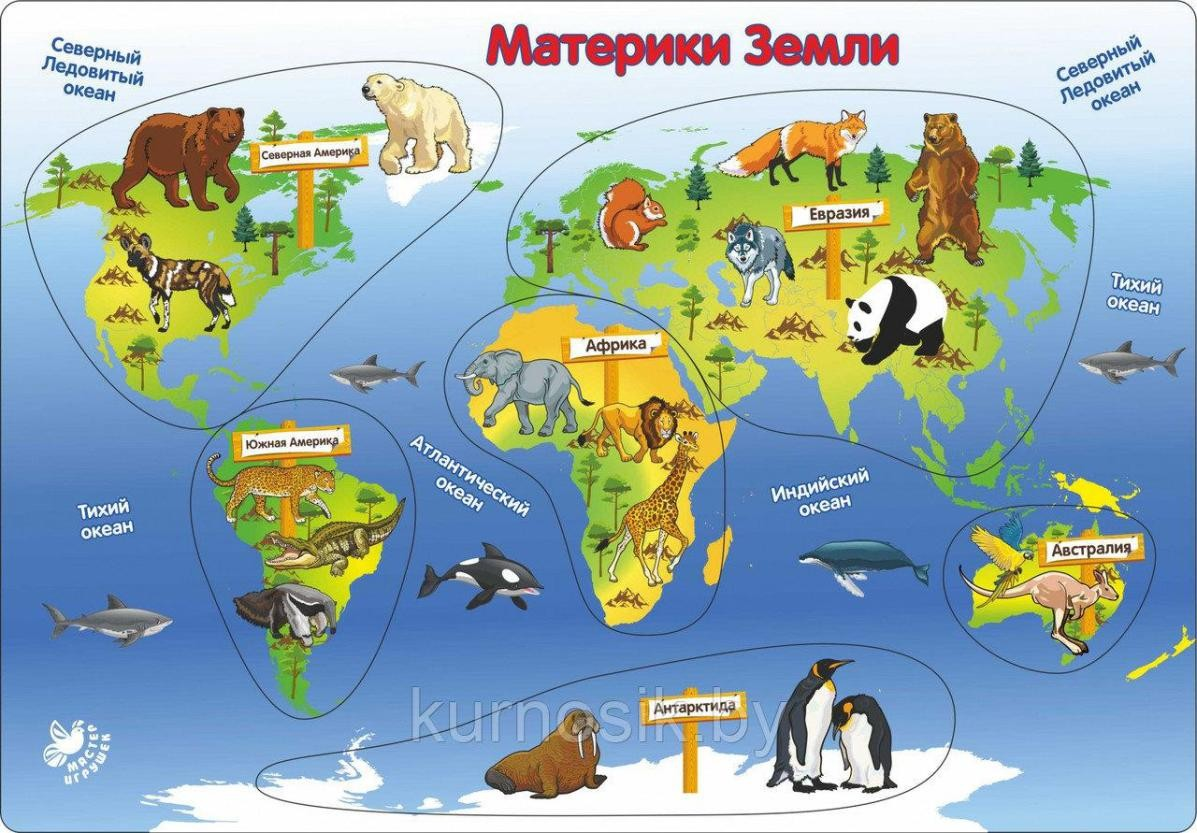 Материки Земли
Северный
Ледовитый
океан
Северный
Ледовитый
океан
Северная Америка
Евразия
Тихий
океан
Африка
Южная Америка
Атлантический
океан
Индийский
океан
Тихий
океан
Австралия
Антарктида
kurnosik.by
МАСТЕР
ИГРУШЕК